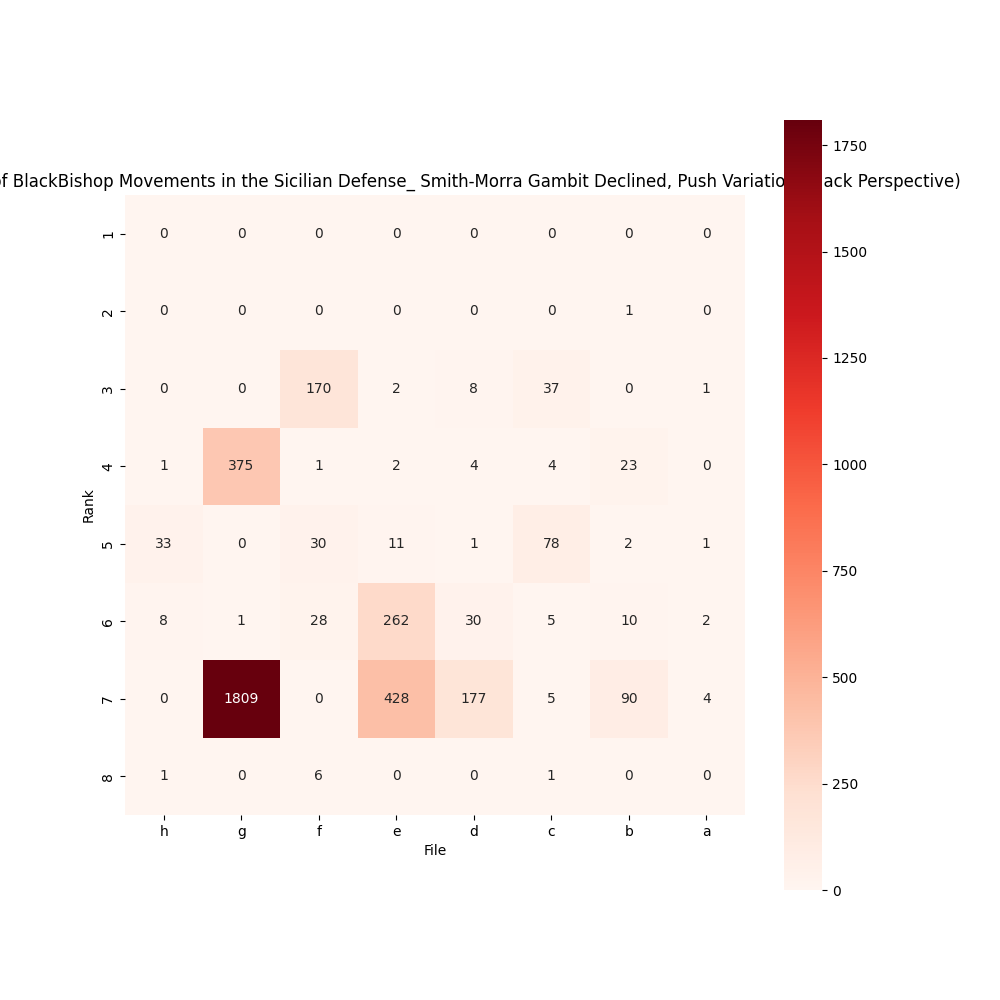 f BlackBishop Movements in the Sicilian Defense_ Smith-Morra Gambit Declined, Push Variatio ack Perspective)
1750
1 0 0 0 0 0 0 0 0
1500
2 0 0 0 0 0 0 1 0
1250
3 0 0 170 2 8 37 0 1
4 1 375 1 2 4 4 23 0
1000
Rank
5 33 0 30 11 1 78 2 1
750
6 8 1 28 262 30 5 10 2
500
7 0 1809 0 428 177 5 90 4
250
8 1 0 6 0 0 1 0 0
h g f e d c b a
File
0